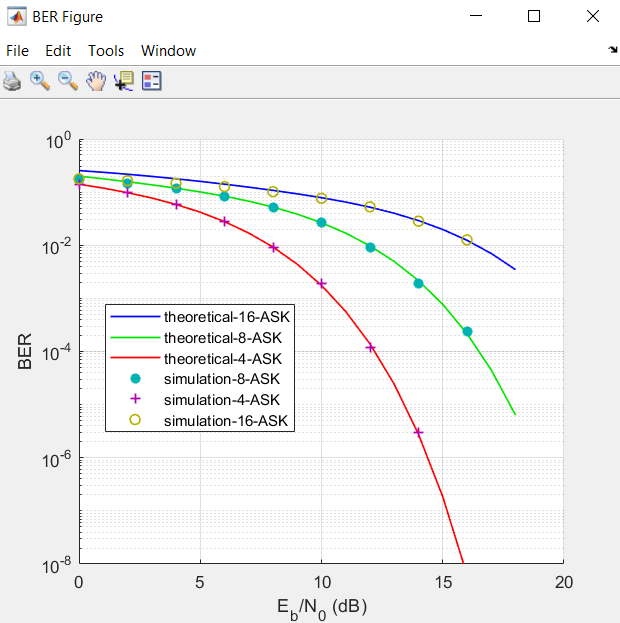 BER Figure
File Edit Tools Window
10^0
10^-2
10^-4
10^-6
10^-8
BER
theoretical-16-ASK
theoretical-8-ASK
theoretical-4-ASK
simulation-8-ASK
simulation-4-ASK
simulation-16-ASK
0 5 10 15 20
E_b/N_0 (dB)